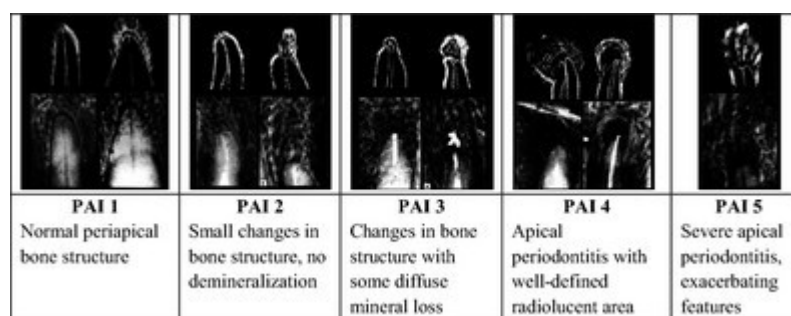 PAI 1
Normal periapical
bone structure
PAI 2
Small changes in
bone structure, no
demineralization
PAI 3
Changes in bone
structure with
some diffuse
mineral loss
PAI 4
Apical
periodontitis with
well-defined
radiolucent area
PAI 5
Severe apical
periodontitis,
exacerbating
features